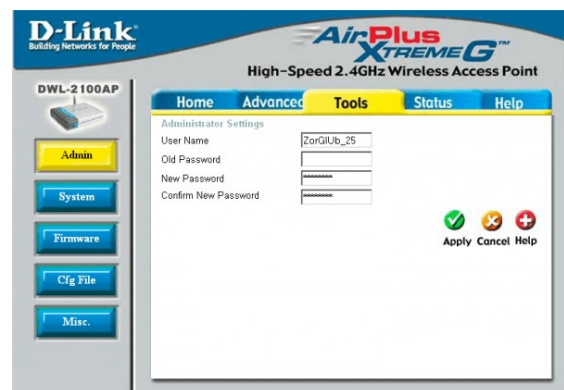 D-Link
Building Networks for People
AirPlus
XTREME G™
High-Speed 2.4GHz Wireless Access Point
DWL-2100AP
Home Advanced Tools Status Help
Administrator Settings
User Name ZorGlUb_25
Old Password
New Password ********
Confirm New Password ********
Apply Cancel Help
Admin
System
Firmware
Cfg File
Misc.